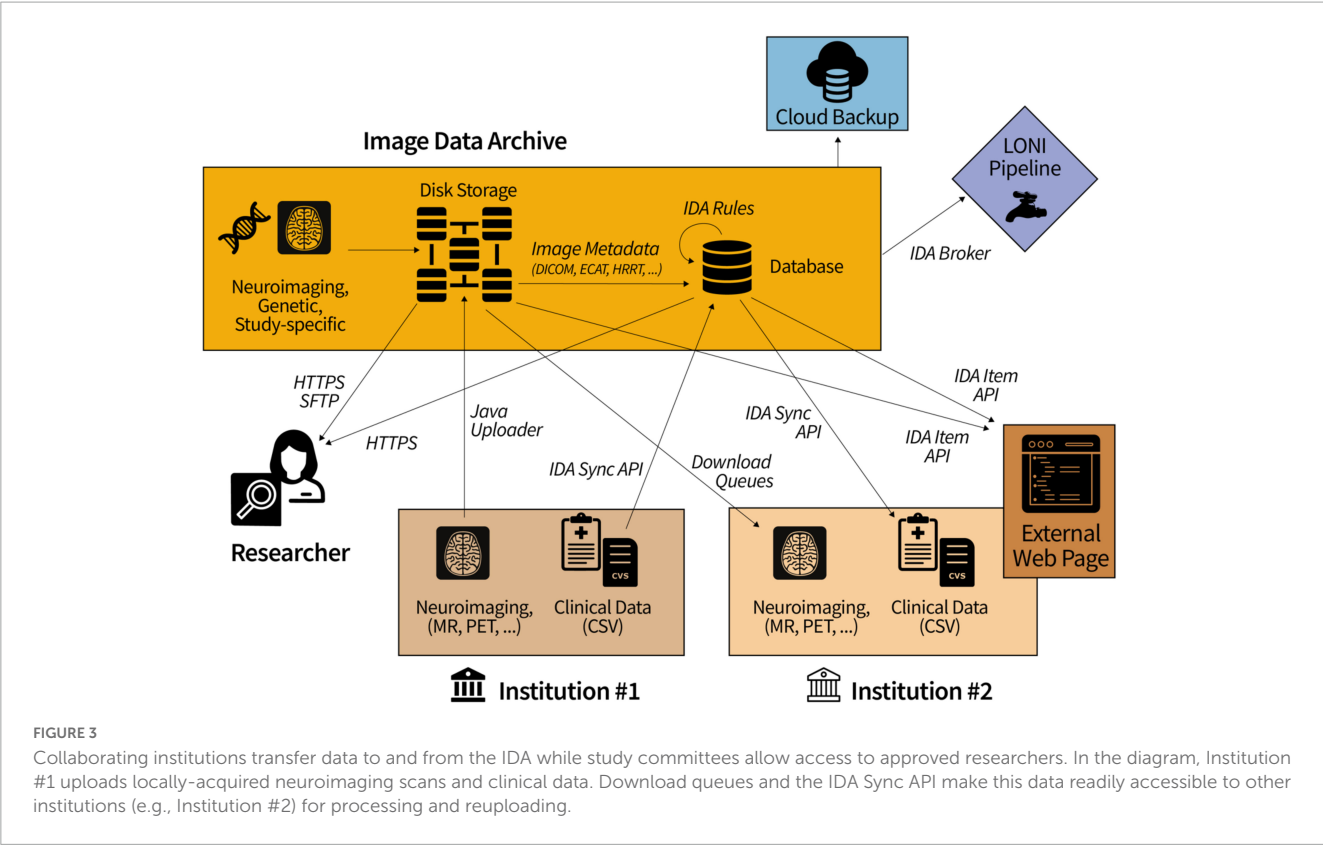 Cloud Backup
Image Data Archive
LONI
Pipeline
Disk Storage
IDA Rules
Image Metadata
(DICOM, ECAT, HRRT, ...)
Database
IDA Broker
Neuroimaging,
Genetic,
Study-specific
HTTPS
SFTP
HTTPS
Java
Uploader
IDA Sync API
Download
Queues
IDA Sync
API
IDA Item
API
IDA Item
API
Researcher
External
Web Page
CVS
CVS
Neuroimaging,
(MR, PET, ...)
Clinical Data
(CSV)
Neuroimaging,
(MR, PET, ...)
Clinical Data
(CSV)
Institution #1
Institution #2
FIGURE 3
Collaborating institutions transfer data to and from the IDA while study committees allow access to approved researchers. In the diagram, Institution
#1 uploads locally-acquired neuroimaging scans and clinical data. Download queues and the IDA Sync API make this data readily accessible to other
institutions (e.g., Institution #2) for processing and reuploading.